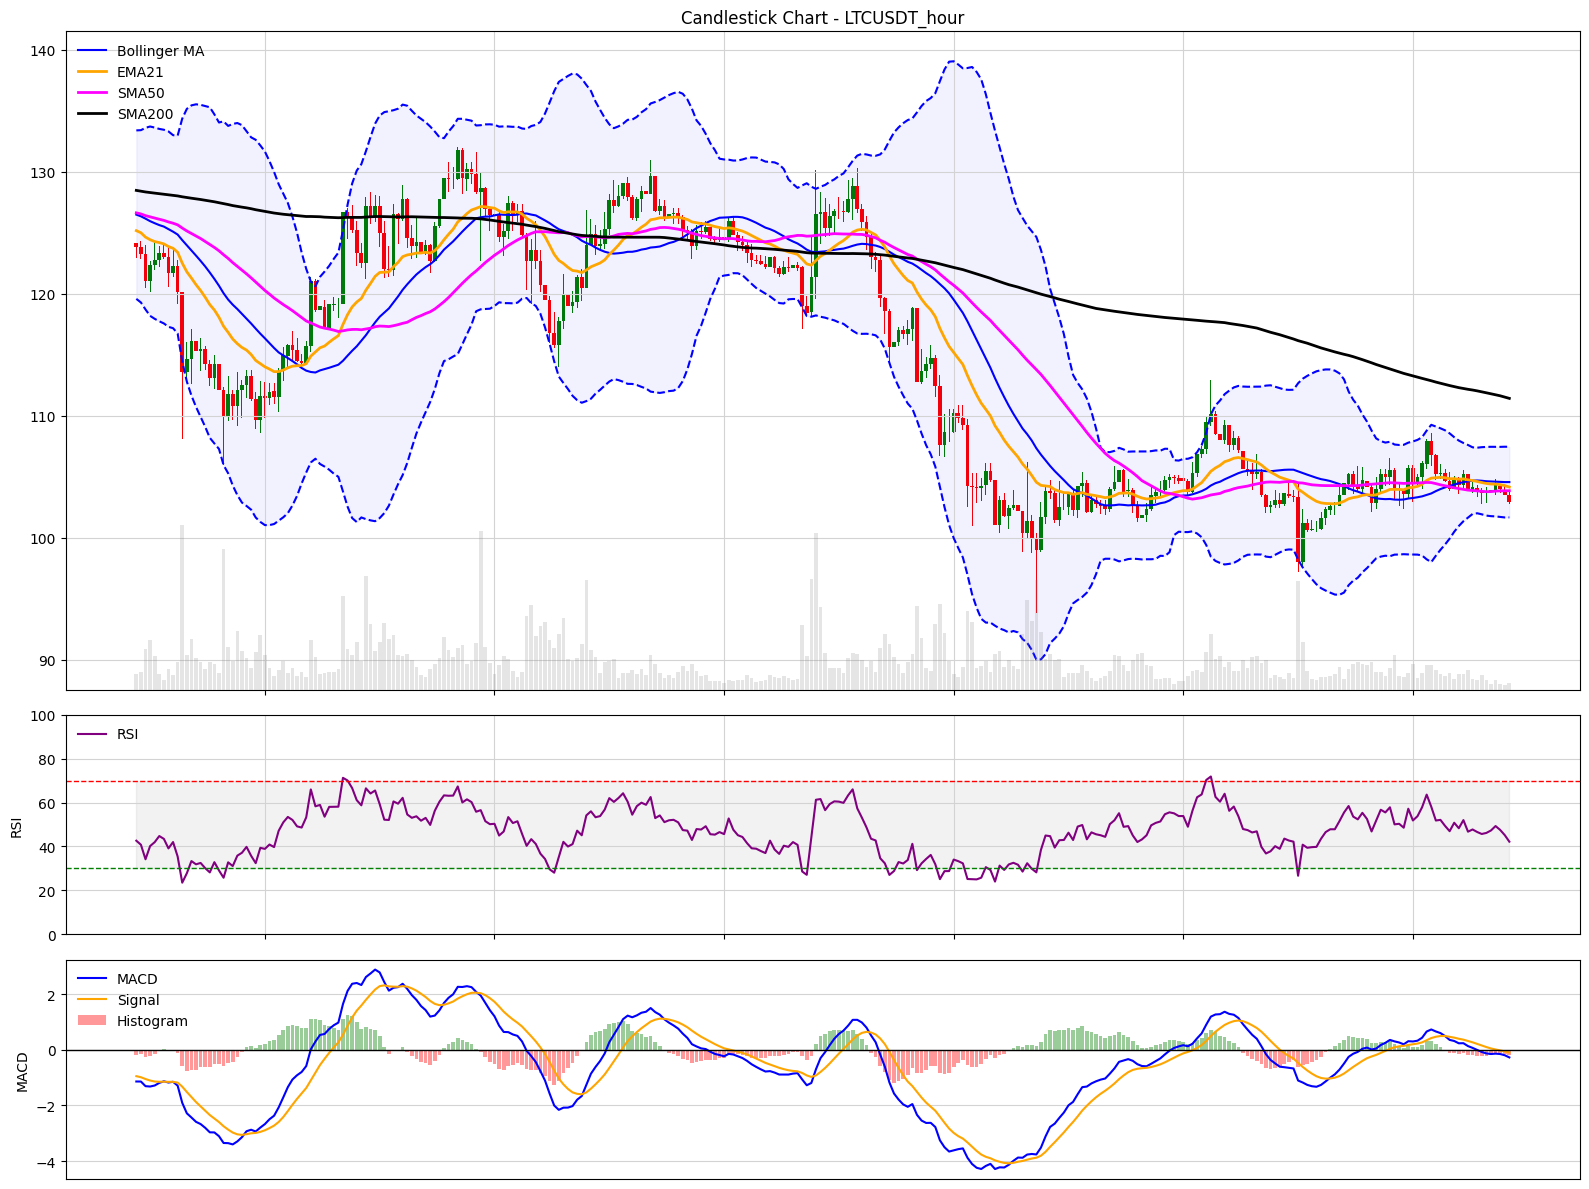 Candlestick Chart - LTCUSDT_hour
Bollinger MA
EMA21
SMA50
SMA200
140
130
120
110
100
90
RSI
100
80
60
40
20
0
RSI
MACD
Signal
Histogram
2
0
−2
−4
MACD